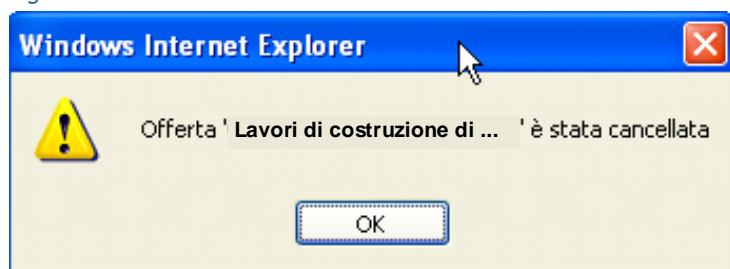 Windows Internet Explorer
Offerta ' Lavori di costruzione di ... ' è stata cancellata
OK